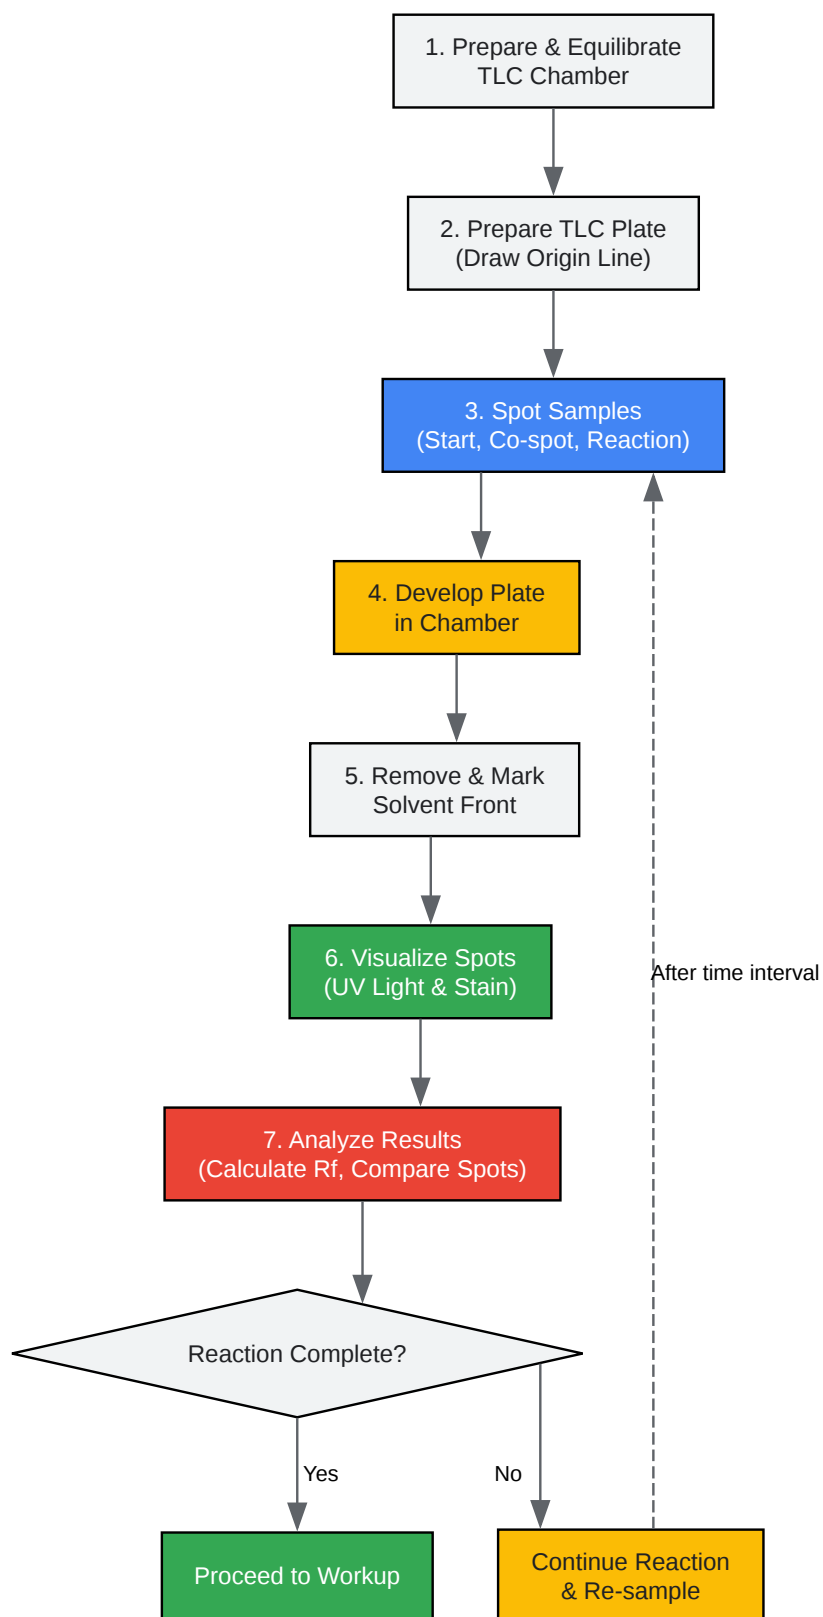 1. Prepare & Equilibrate
TLC Chamber
2. Prepare TLC Plate
(Draw Origin Line)
3. Spot Samples
(Start, Co-spot, Reaction)
4. Develop Plate
in Chamber
5. Remove & Mark
Solvent Front
6. Visualize Spots
(UV Light & Stain)
After time interval
7. Analyze Results
(Calculate Rf, Compare Spots)
Reaction Complete?
Yes
No
Proceed to Workup
Continue Reaction
& Re-sample